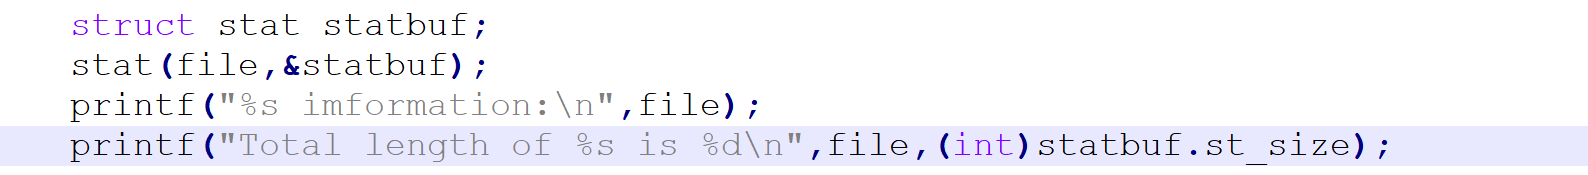 struct stat statbuf;
stat(file,&statbuf);
printf("%s imformation:\n",file);
printf("Total length of %s is %d\n",file,(int)statbuf.st_size);